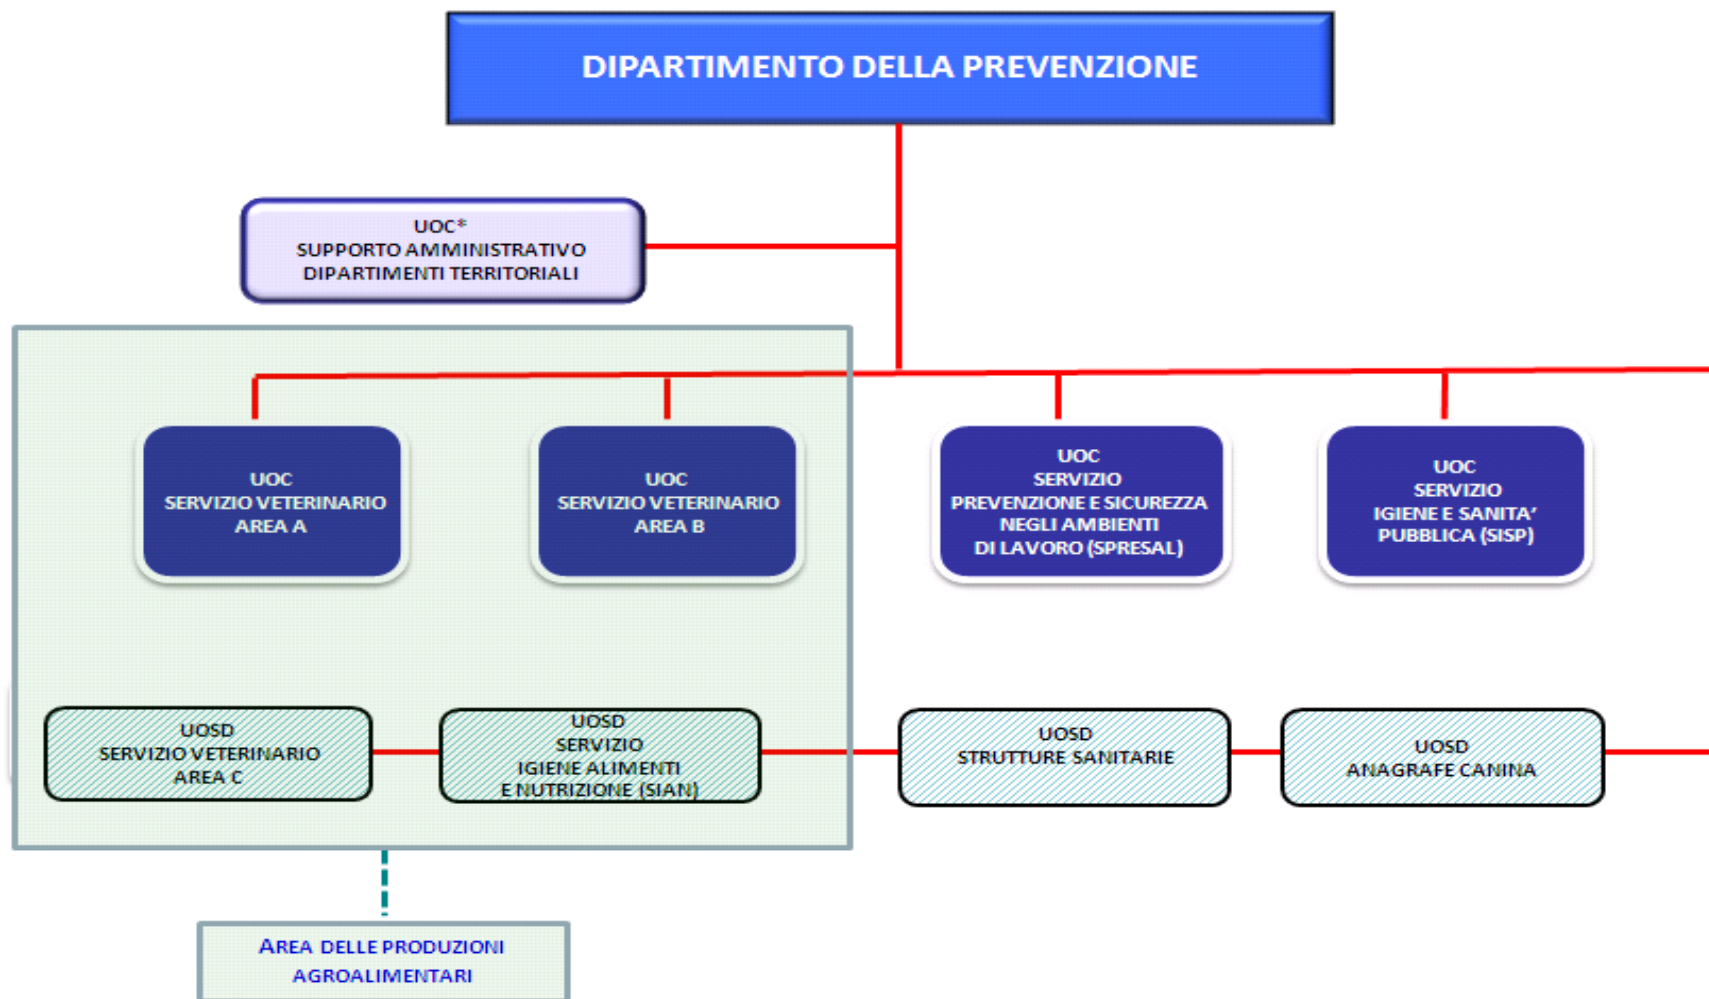 DIPARTIMENTO DELLA PREVENZIONE
UOC*
SUPPORTO AMMINISTRATIVO
DIPARTIMENTI TERRITORIALI
UOC
SERVIZIO VETERINARIO
AREA A
UOC
SERVIZIO VETERINARIO
AREA B
UOC
SERVIZIO
PREVENZIONE E SICUREZZA
NEGLI AMBIENTI
DI LAVORO (SPRESAL)
UOC
SERVIZIO
IGIENE E SANITA’
PUBBLICA (SISP)
UOSD
SERVIZIO VETERINARIO
AREA C
UOSD
SERVIZIO
IGIENE ALIMENTI
E NUTRIZIONE (SIAN)
UOSD
STRUTTURE SANITARIE
UOSD
ANAGRAFE CANINA
AREA DELLE PRODUZIONI
AGROALIMENTARI